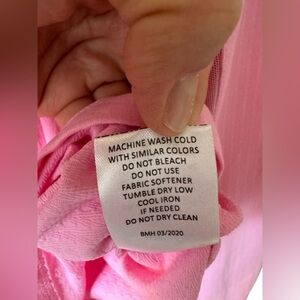 MACHINE WASH COLD
WITH SIMILAR COLORS
DO NOT BLEACH
DO NOT USE
FABRIC SOFTENER
TUMBLE DRY LOW
COOL IRON
IF NEEDED
DO NOT DRY CLEAN
BMH 03/2020